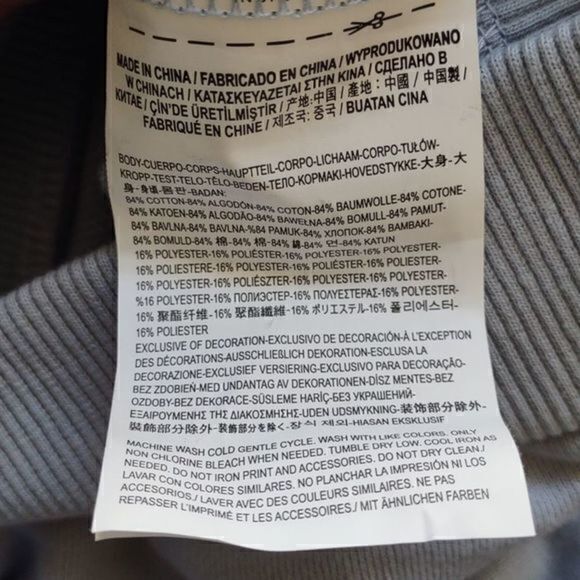 MADE IN CHINA / FABRICADO EN CHINA / WYPRODUKOWANO
W CHINACH / ΚΑΤΑΣΚΕΥΑΖΕΤΑΙ ΣΤΗΝ ΚΙΝΑ / СДЕЛАНО В
КИТАЕ / ÇİN'DE ÜRETİLMİŞTİR / 产地:中国 / 產地 : 中國 / 中国製 /
FABRIQUÉ EN CHINE / 제조국: 중국 / BUATAN CINA
BODY-CUERPO-CORPS-HAUPTTEIL-CORPO-LICHAAM-CORPO-TUŁÓW-
KROPP-TEST-TELO-TĚLO-BEDEN-ТЕЛО-ΚΟΡΜΑΚΙ-HOVEDSTYKKE-大身-大
身-身頃-몸판-BADAN:
84% COTTON-84% ALGODÓN-84% COTON-84% BAUMWOLLE-84% COTONE-
84% KATOEN-84% ALGODÃO-84% BAWEŁNA-84% BOMULL-84% PAMUT-
84% BAVLNA-84% BAVLNA-%84 PAMUK-84% ХЛОПОК-84% ΒΑΜΒΑΚΙ-
84% BOMULD-84% 棉-84% 棉-84% 綿-84% 면-84% KATUN
16% POLYESTER-16% POLIÉSTER-16% POLYESTER-16% POLYESTER-
16% POLIESTERE-16% POLYESTER-16% POLIÉSTER-16% POLIESTER-
16% POLYESTER-16% POLIÉSZTER-16% POLYESTER-16% POLYESTER-
%16 POLYESTER-16% ПОЛИЭСТЕР-16% ΠΟΛΥΕΣΤΕΡΑΣ-16% POLYESTER-
16% 聚酯纤维-16% 聚酯纖維-16% ポリエステル-16% 폴리에스터-
16% POLIESTER
EXCLUSIVE OF DECORATION-EXCLUSIVO DE DECORACIÓN-À L'EXCEPTION
DES DÉCORATIONS-AUSSCHLIEßLICH DEKORATION-ESCLUSA LA
DECORAZIONE-EXCLUSIEF VERSIERING-EXCLUSIVO PARA DECORAÇÃO-
BEZ ZDOBIEŃ-MED UNDANTAG AV DEKORATIONEN-DÍSZ MENTES-BEZ
OZDOBY-BEZ DEKORACE-SÜSLEME HARİÇ-БЕЗ УКРАШЕНИЙ-
ΕΞΑΙΡΟΥΜΕΝΗΣ ΤΗΣ ΔΙΑΚΟΣΜΗΣΗΣ-UDEN UDSMYKNING-装饰部分除外-
裝飾部分除外-装飾部分を除く-장식 제외-HIASAN EKSKLUSIF
MACHINE WASH COLD GENTLE CYCLE. WASH WITH LIKE COLORS. ONLY
NON CHLORINE BLEACH WHEN NEEDED. TUMBLE DRY LOW. COOL IRON AS
NEEDED. DO NOT IRON PRINT AND ACCESSORIES. DO NOT DRY CLEAN./
LAVAR CON COLORES SIMILARES. NO PLANCHAR LA IMPRESIÓN NI LOS
ACCESORIOS./ LAVER AVEC DES COULEURS SIMILAIRES. NE PAS
REPASSER L'IMPRIMÉ ET LES ACCESSOIRES./ MIT ÄHNLICHEN FARBEN